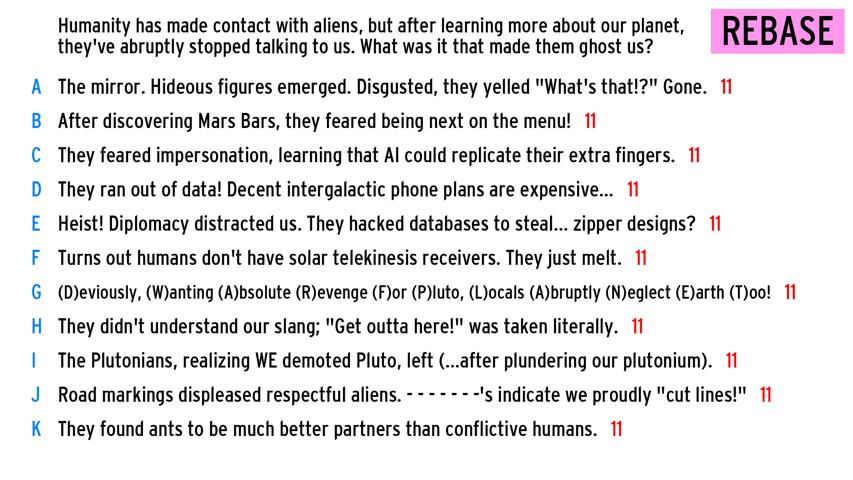 Humanity has made contact with aliens, but after learning more about our planet,
they've abruptly stopped talking to us. What was it that made them ghost us?
REBASE
A The mirror. Hideous figures emerged. Disgusted, they yelled "What's that!?" Gone. 11
B After discovering Mars Bars, they feared being next on the menu! 11
C They feared impersonation, learning that AI could replicate their extra fingers. 11
D They ran out of data! Decent intergalactic phone plans are expensive... 11
E Heist! Diplomacy distracted us. They hacked databases to steal... zipper designs? 11
F Turns out humans don't have solar telekinesis receivers. They just melt. 11
G (D)eviously, (W)anting (A)bsolute (R)evenge (F)or (P)luto, (L)ocals (A)bruptly (N)eglect (E)arth (T)oo! 11
H They didn't understand our slang; "Get outta here!" was taken literally. 11
I The Plutonians, realizing WE demoted Pluto, left (...after plundering our plutonium). 11
J Road markings displeased respectful aliens. - - - - - - -'s indicate we proudly "cut lines!" 11
K They found ants to be much better partners than conflictive humans. 11